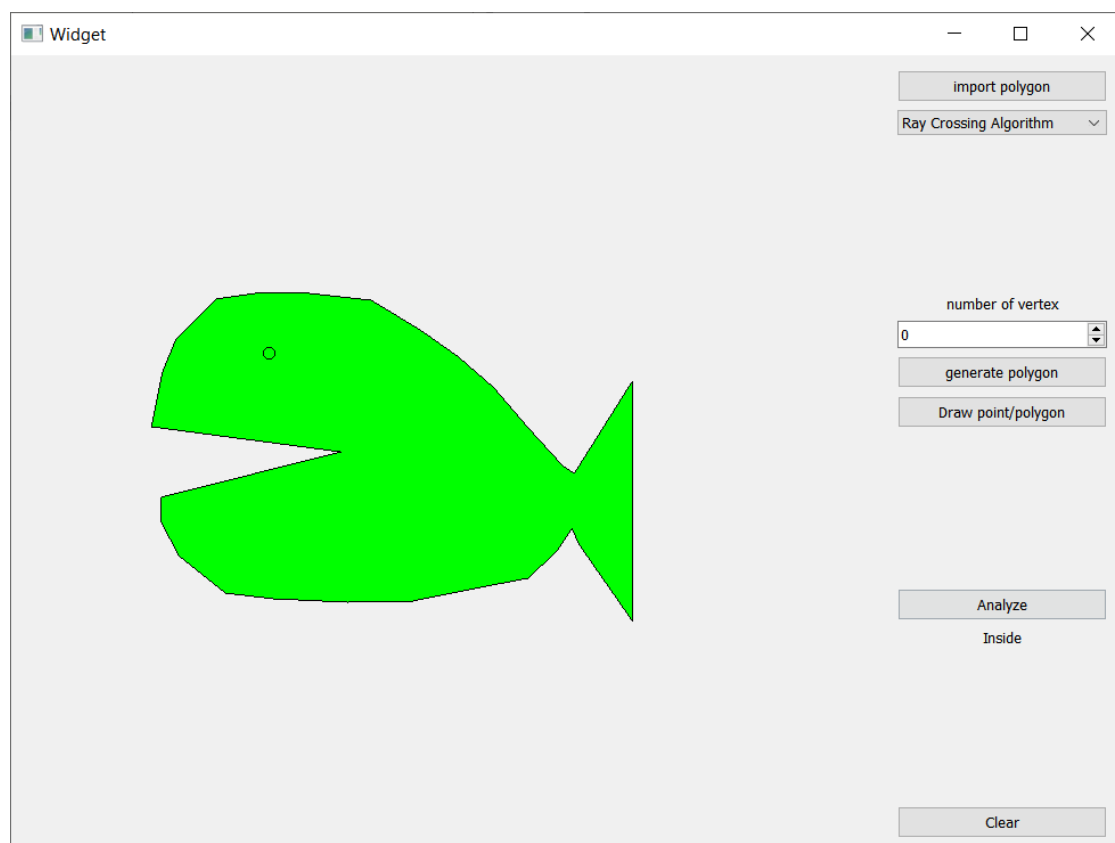 Widget
import polygon
Ray Crossing Algorithm
number of vertex
0
generate polygon
Draw point/polygon
Analyze
Inside
Clear